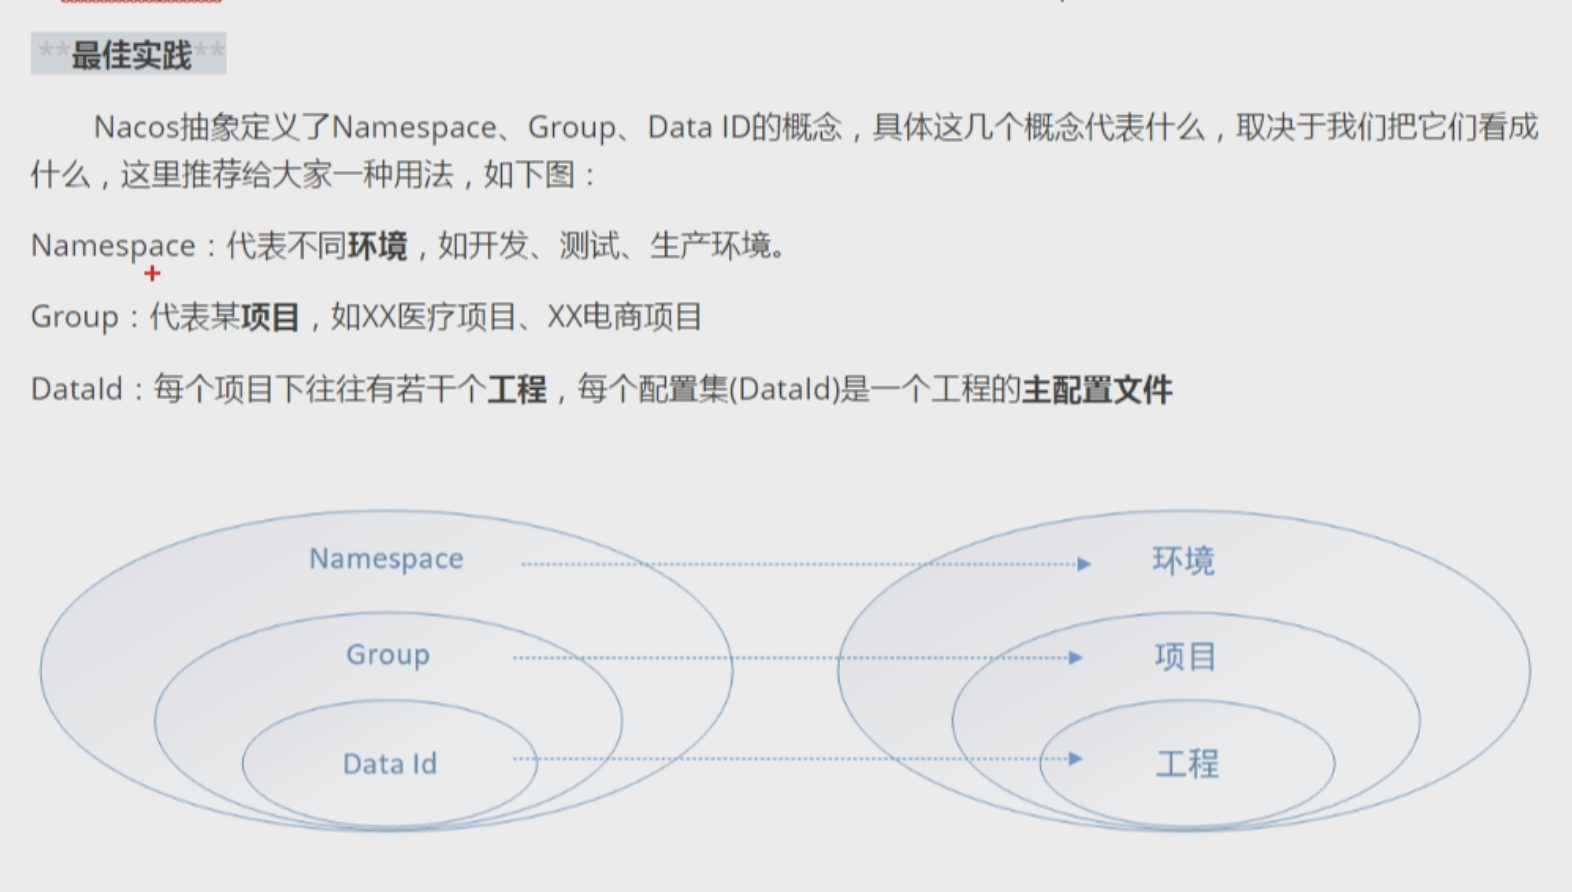 **最佳实践**
Nacos抽象定义了Namespace、Group、Data ID的概念，具体这几个概念代表什么，取决于我们把它们看成
什么，这里推荐给大家一种用法，如下图：
Namespace：代表不同环境，如开发、测试、生产环境。
Group：代表某项目，如XX医疗项目、XX电商项目
DataId：每个项目下往往有若干个工程，每个配置集(DataId)是一个工程的主配置文件
Namespace
环境
Group
项目
Data Id
工程